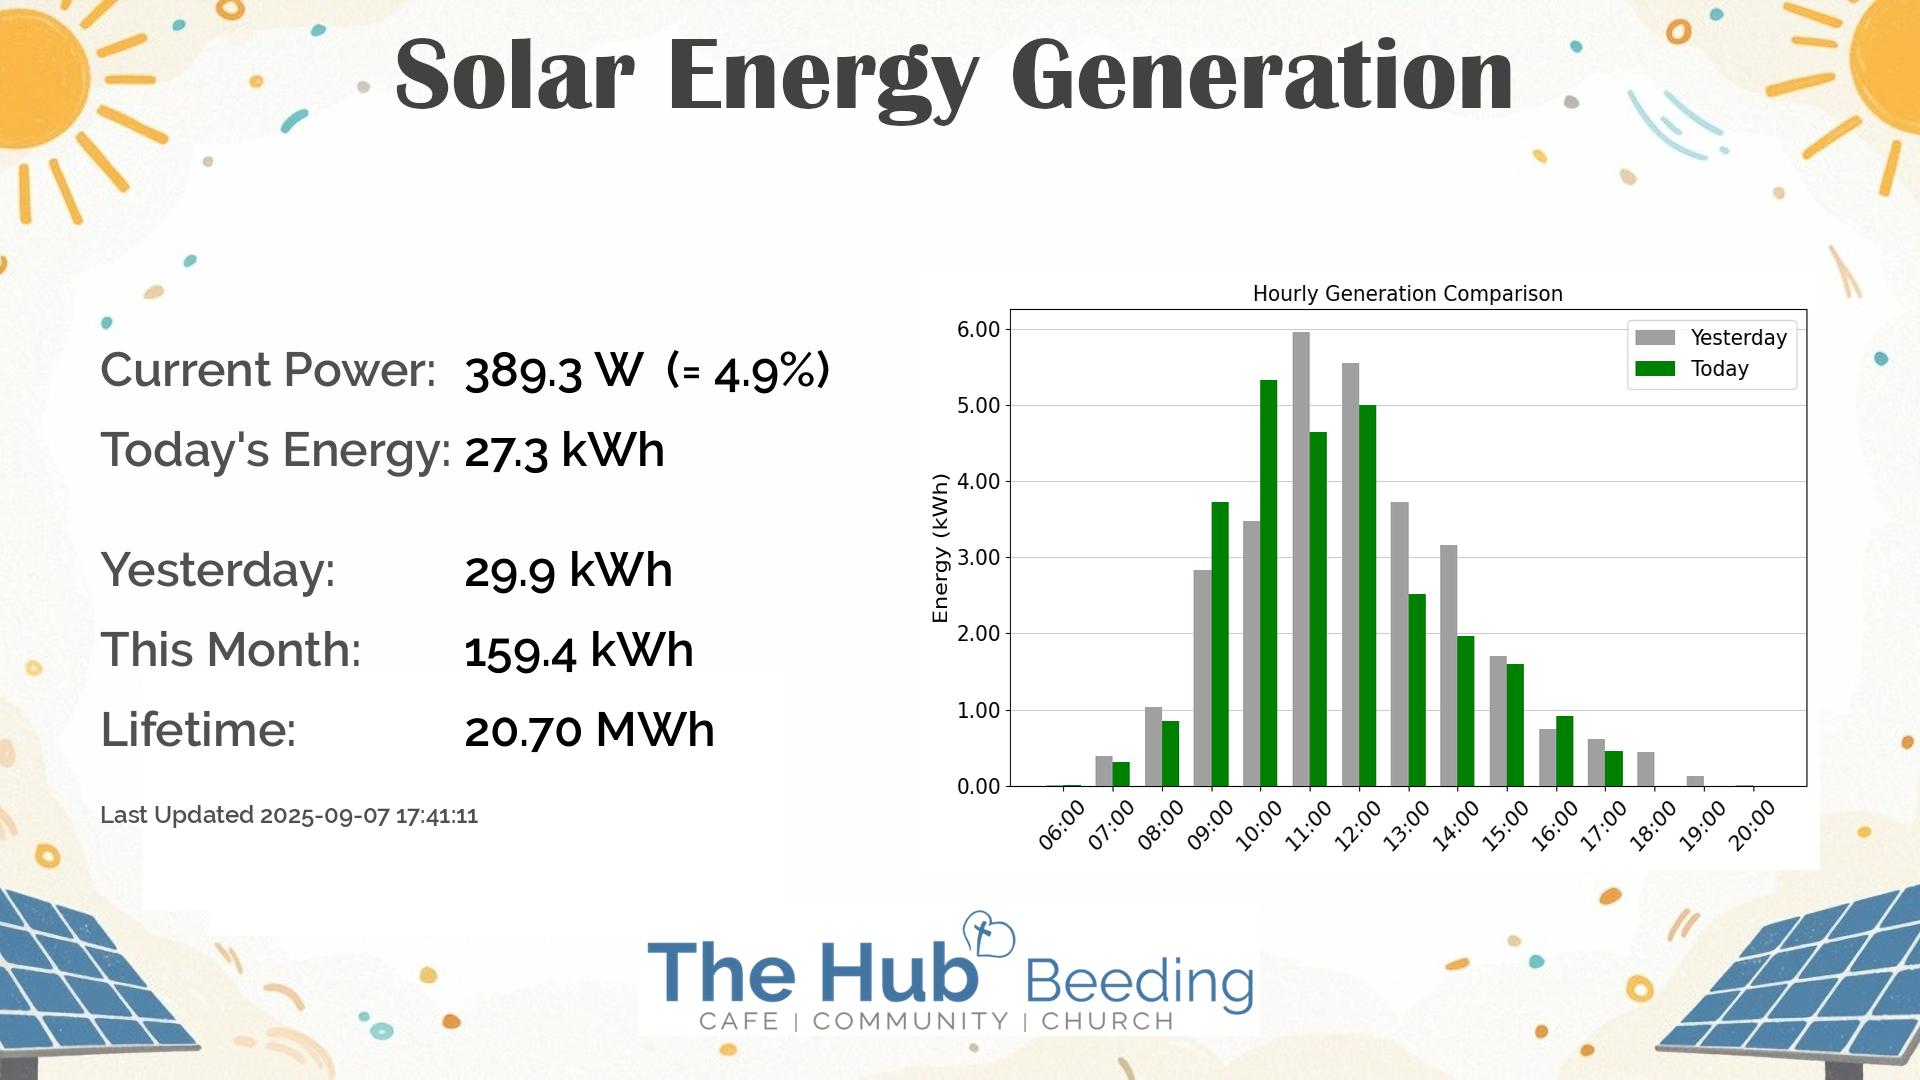 Solar Energy Generation
Current Power: 389.3 W (= 4.9%)
Today's Energy: 27.3 kWh
Yesterday: 29.9 kWh
This Month: 159.4 kWh
Lifetime: 20.70 MWh
Last Updated 2025-09-07 17:41:11
Hourly Generation Comparison
Yesterday
Today
Energy (kWh)
6.00
5.00
4.00
3.00
2.00
1.00
0.00
06:00 07:00 08:00 09:00 10:00 11:00 12:00 13:00 14:00 15:00 16:00 17:00 18:00 19:00 20:00
The Hub Beeding
CAFE | COMMUNITY | CHURCH